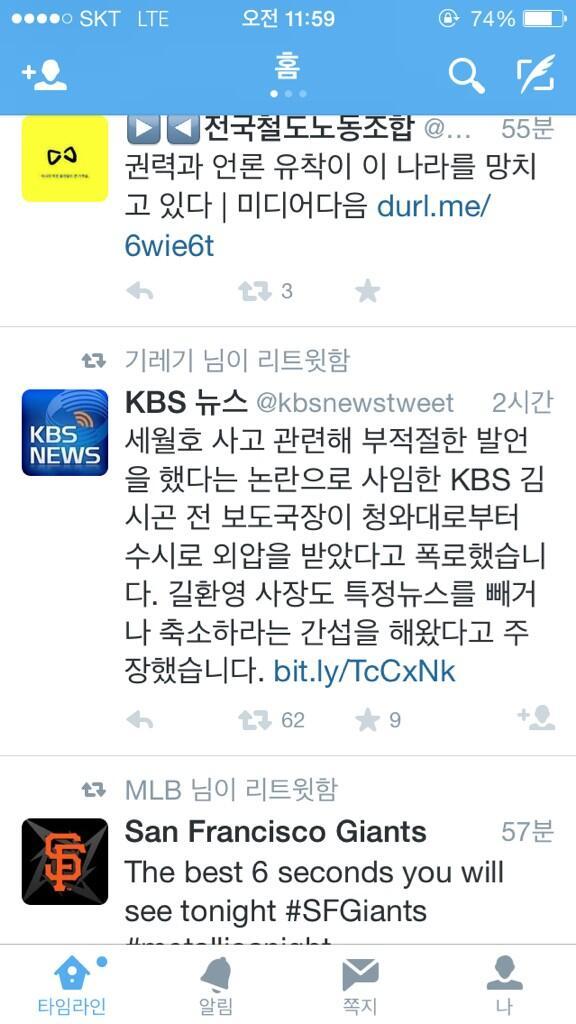 SKT LTE 오전 11:59 74%
홈
전국철도노동조합 @... 55분
권력과 언론 유착이 이 나라를 망치
고 있다 | 미디어다음 durl.me/
6wie6t
3
기레기 님이 리트윗함
KBS 뉴스 @kbsnewstweet 2시간
KBS
NEWS
세월호 사고 관련해 부적절한 발언
을 했다는 논란으로 사임한 KBS 김
시곤 전 보도국장이 청와대로부터
수시로 외압을 받았다고 폭로했습니
다. 길환영 사장도 특정뉴스를 빼거
나 축소하라는 간섭을 해왔다고 주
장했습니다. bit.ly/TcCxNk
62 9
MLB 님이 리트윗함
San Francisco Giants 57분
SF
The best 6 seconds you will
see tonight #SFGiants
#metallicanight
타임라인 알림 쪽지 나